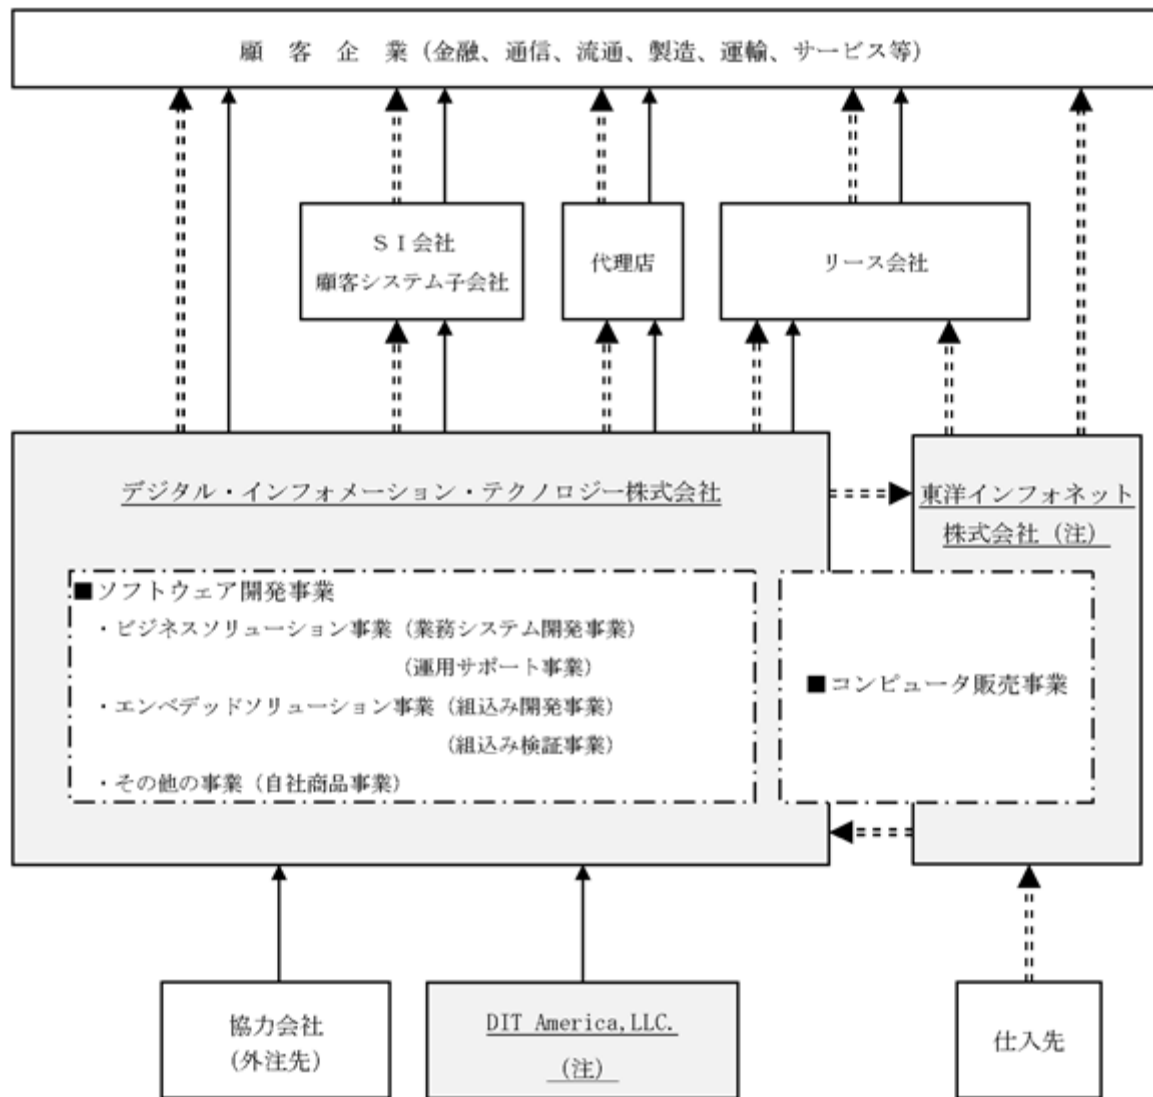 顧　客　企　業（金融、通信、流通、製造、運輸、サービス等）
ＳＩ会社
顧客システム子会社
代理店
リース会社
デジタル・インフォメーション・テクノロジー株式会社
東洋インフォネット
株式会社（注）
■ソフトウェア開発事業
・ビジネスソリューション事業（業務システム開発事業）
（運用サポート事業）
・エンベデッドソリューション事業（組込み開発事業）
（組込み検証事業）
・その他の事業（自社商品事業）
■コンピュータ販売事業
協力会社
（外注先）
DIT America,LLC.
（注）
仕入先